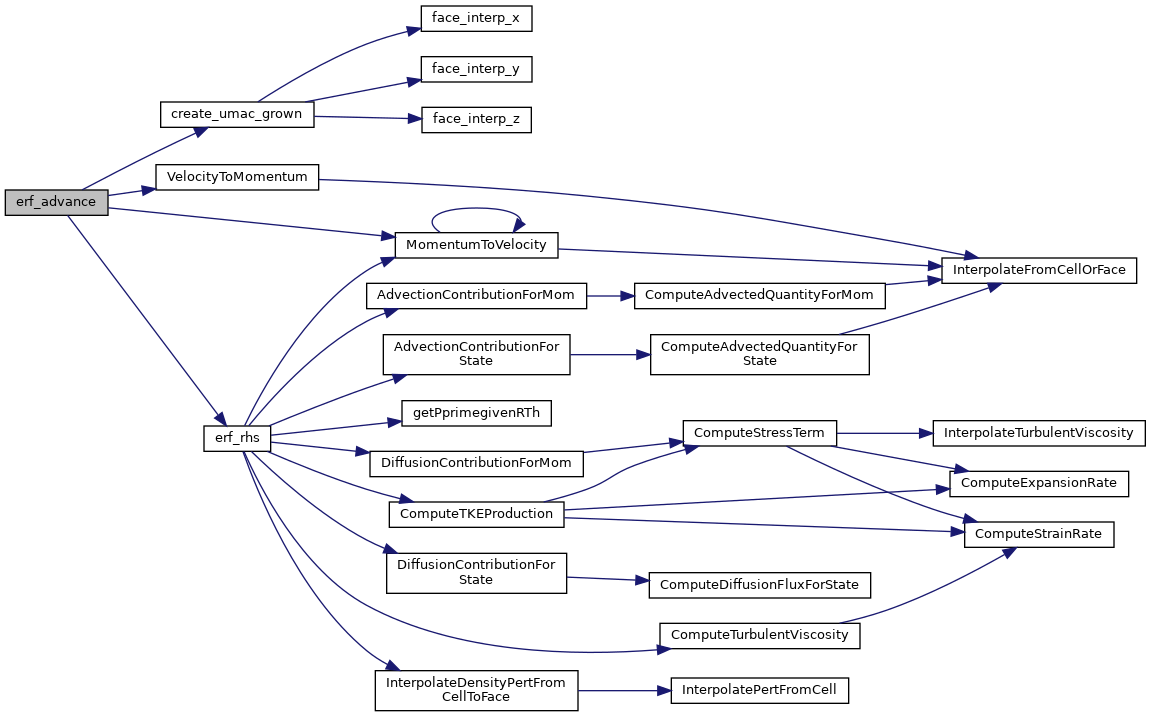 face_interp_x
face_interp_y
create_umac_grown
face_interp_z
VelocityToMomentum
erf_advance
MomentumToVelocity
InterpolateFromCellOrFace
AdvectionContributionForMom
ComputeAdvectedQuantityForMom
AdvectionContributionFor
State
ComputeAdvectedQuantityFor
State
getPprimegivenRTh
erf_rhs
ComputeStressTerm
InterpolateTurbulentViscosity
DiffusionContributionForMom
ComputeExpansionRate
ComputeTKEProduction
ComputeStrainRate
DiffusionContributionFor
State
ComputeDiffusionFluxForState
ComputeTurbulentViscosity
InterpolateDensityPertFrom
CellToFace
InterpolatePertFromCell